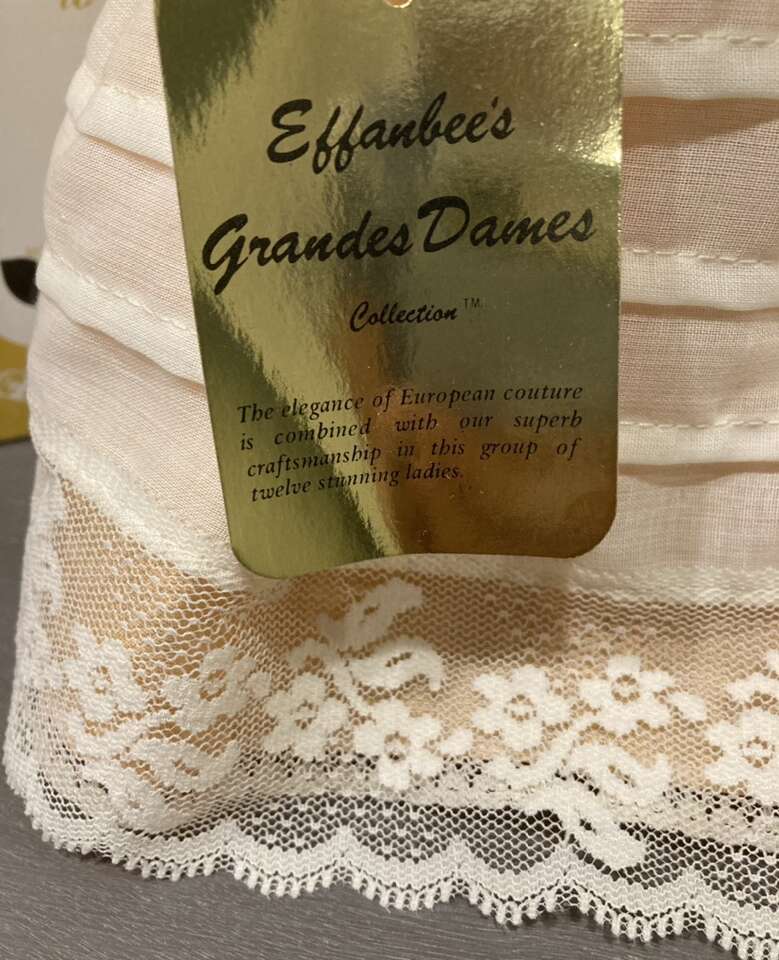 Effanbee's
Grandes Dames
Collection™
The elegance of European couture
is combined with our superb
craftsmanship in this group of
twelve stunning ladies.